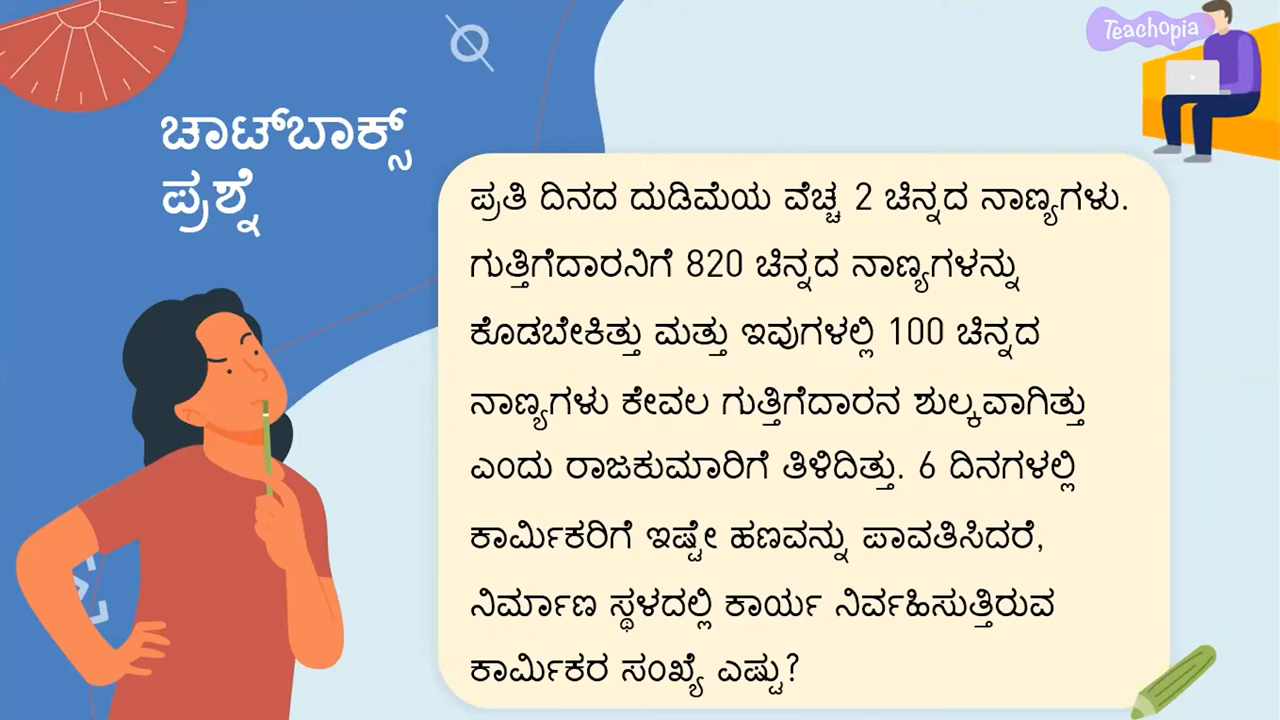 Teachopia
ಚಾಟ್‌ಬಾಕ್ಸ್
ಪ್ರಶ್ನೆ
ಪ್ರತಿ ದಿನದ ದುಡಿಮೆಯ ವೆಚ್ಚ 2 ಚಿನ್ನದ ನಾಣ್ಯಗಳು.
ಗುತ್ತಿಗೆದಾರನಿಗೆ 820 ಚಿನ್ನದ ನಾಣ್ಯಗಳನ್ನು
ಕೊಡಬೇಕಿತ್ತು ಮತ್ತು ಇವುಗಳಲ್ಲಿ 100 ಚಿನ್ನದ
ನಾಣ್ಯಗಳು ಕೇವಲ ಗುತ್ತಿಗೆದಾರನ ಶುಲ್ಕವಾಗಿತ್ತು
ಎಂದು ರಾಜಕುಮಾರಿಗೆ ತಿಳಿದಿತ್ತು. 6 ದಿನಗಳಲ್ಲಿ
ಕಾರ್ಮಿಕರಿಗೆ ಇಷ್ಟೇ ಹಣವನ್ನು ಪಾವತಿಸಿದರೆ,
ನಿರ್ಮಾಣ ಸ್ಥಳದಲ್ಲಿ ಕಾರ್ಯ ನಿರ್ವಹಿಸುತ್ತಿರುವ
ಕಾರ್ಮಿಕರ ಸಂಖ್ಯೆ ಎಷ್ಟು?